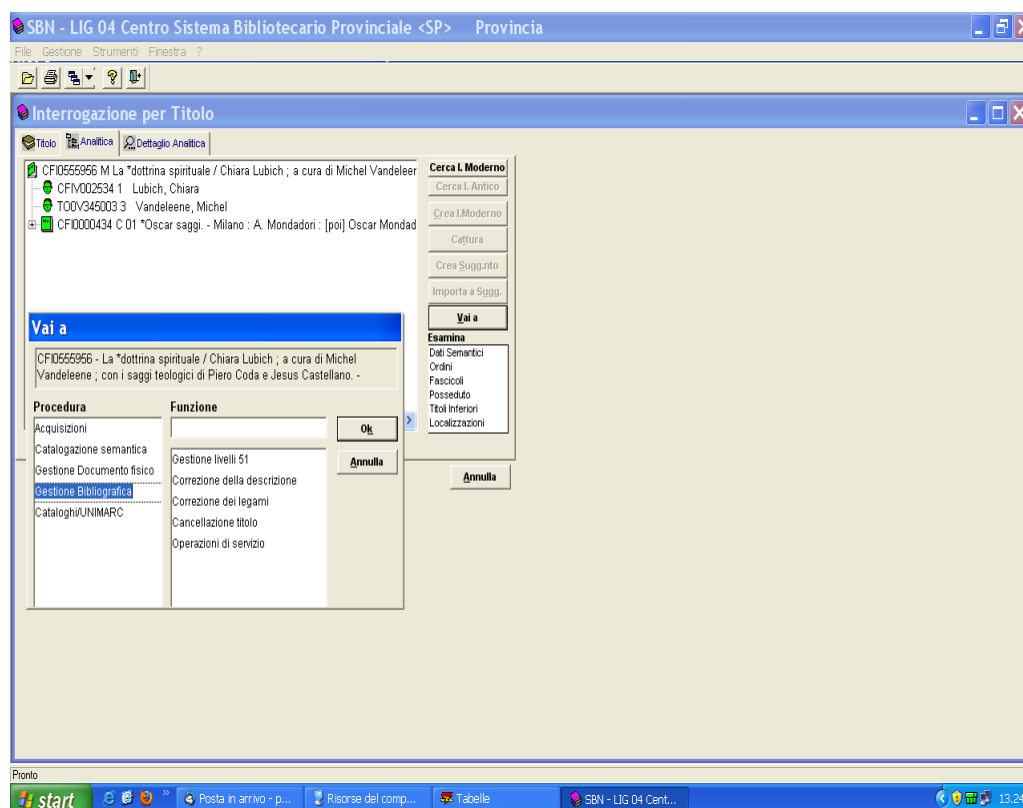 SBN - LIG 04 Centro Sistema Bibliotecario Provinciale <SP> Provincia
File Gestione Strumenti Finestra ?
Interrogazione per Titolo
Titolo Analitica Dettaglio Analitica
CFI0555956 M La *dottrina spirituale / Chiara Lubich ; a cura di Michel Vandeleer
CFIV002534 1 Lubich, Chiara
TO0V345003 3 Vandeleene, Michel
CFI0000434 C 01 *Oscar saggi. - Milano : A. Mondadori : [poi] Oscar Mondad
Cerca I. Moderno
Cerca I. Antico
Crea I.Moderno
Cattura
Crea Sugg.nto
Importa a Sugg.
Vai a
Esamina
Dati Semantici
Ordini
Fascicoli
Posseduto
Titoli Inferiori
Localizzazioni
Annulla
Vai a
CFI0555956 - La *dottrina spirituale / Chiara Lubich ; a cura di Michel
Vandeleene ; con i saggi teologici di Piero Coda e Jesus Castellano. -
Procedura
Acquisizioni
Catalogazione semantica
Gestione Documento fisico
Gestione Bibliografica
Cataloghi/UNIMARC
Funzione
Gestione livelli 51
Correzione della descrizione
Correzione dei legami
Cancellazione titolo
Operazioni di servizio
Ok
Annulla
Pronto
start Posta in arrivo - p... Risorse del comp... Tabelle SBN - LIG 04 Cent... 13.24